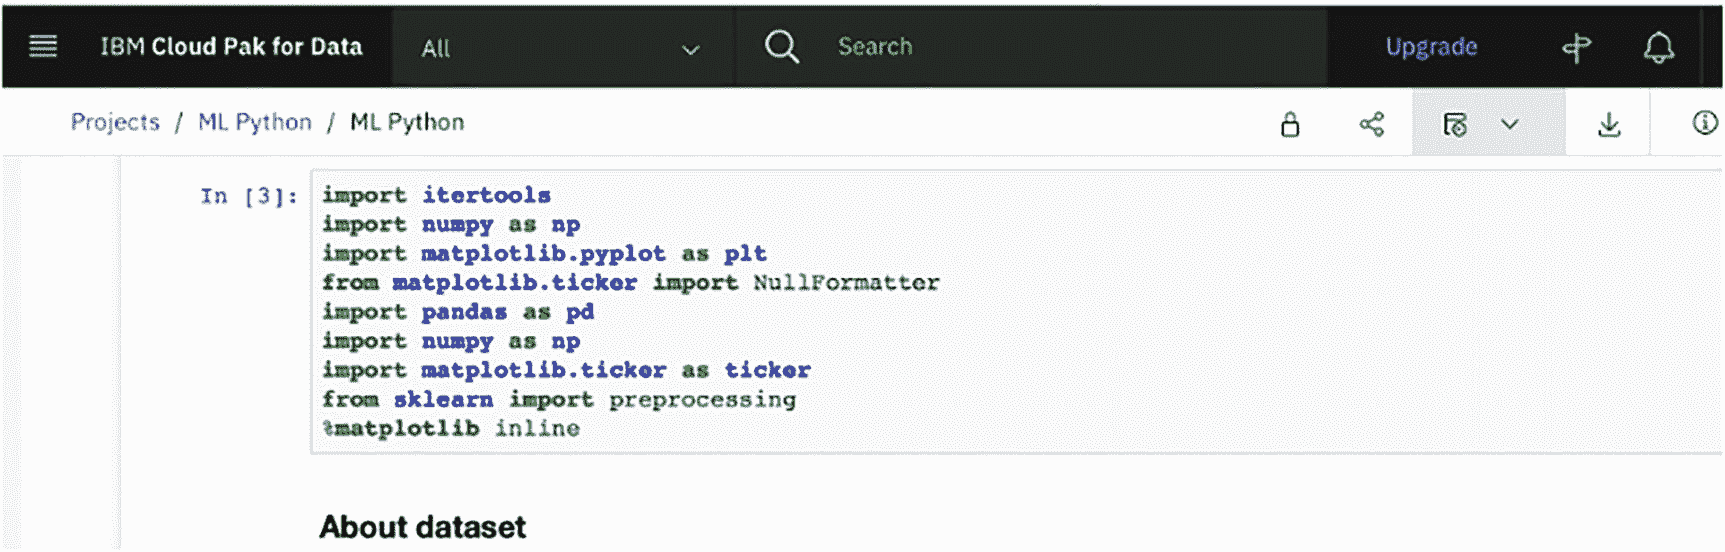 IBM Cloud Pak for Data All Search Upgrade
Projects / ML Python / ML Python
In [3]: import itertools
import numpy as np
import matplotlib.pyplot as plt
from matplotlib.ticker import NullFormatter
import pandas as pd
import numpy as np
import matplotlib.ticker as ticker
from sklearn import preprocessing
%matplotlib inline
About dataset